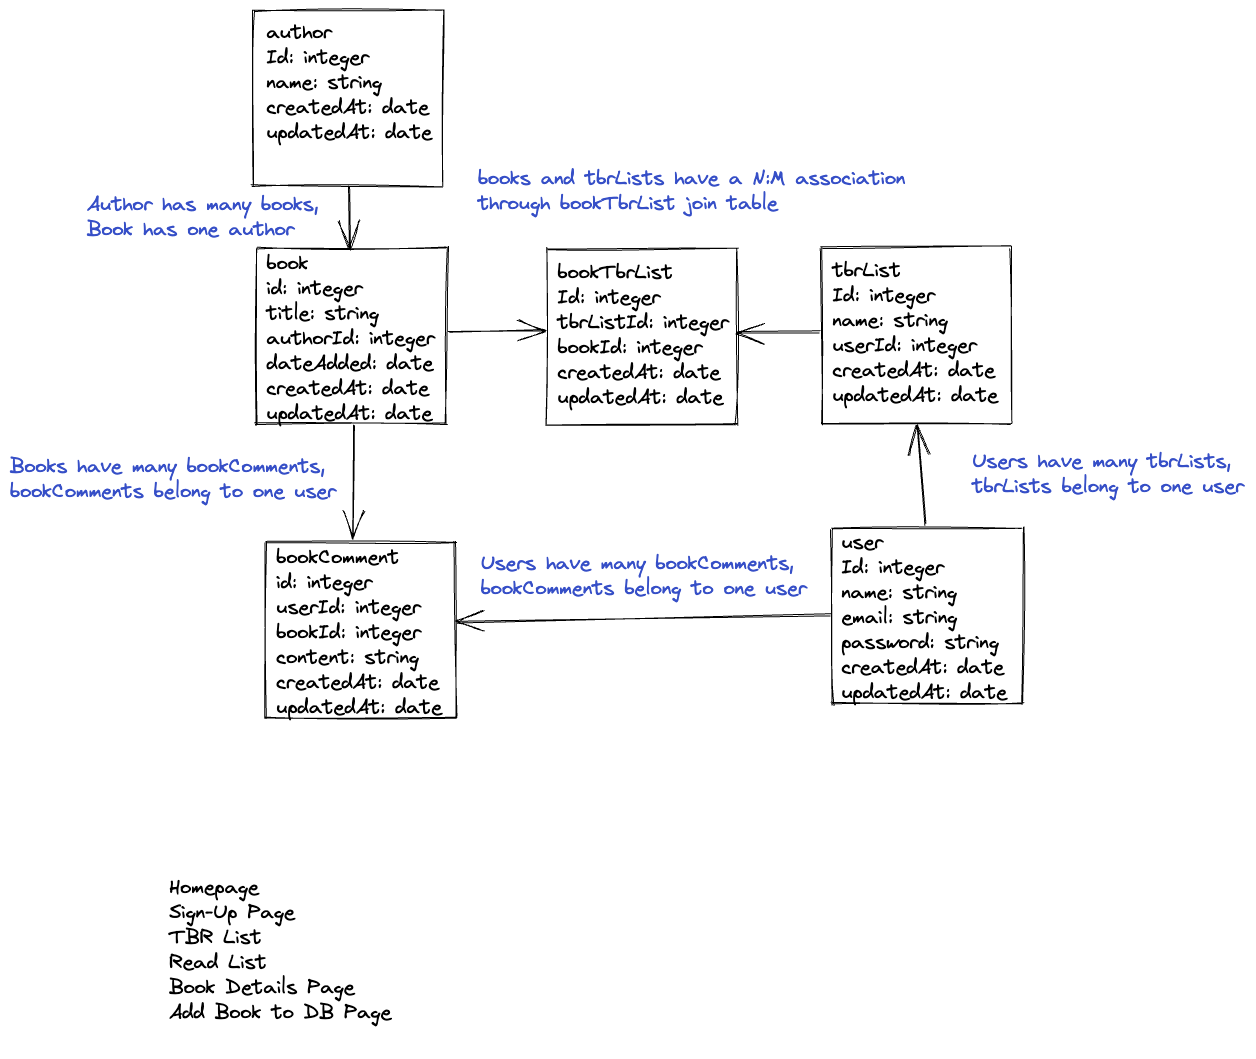 author
Id: integer
name: string
createdAt: date
updatedAt: date
Author has many books,
Book has one author
books and tbrLists have a N:M association
through bookTbrList join table
book
id: integer
title: string
authorId: integer
dateAdded: date
createdAt: date
updatedAt: date
bookTbrList
Id: integer
tbrListId: integer
bookId: integer
createdAt: date
updatedAt: date
tbrList
Id: integer
name: string
userId: integer
createdAt: date
updatedAt: date
Books have many bookComments,
bookComments belong to one user
Users have many tbrLists,
tbrLists belong to one user
bookComment
id: integer
userId: integer
bookId: integer
content: string
createdAt: date
updatedAt: date
Users have many bookComments,
bookComments belong to one user
user
Id: integer
name: string
email: string
password: string
createdAt: date
updatedAt: date
Homepage
Sign-Up Page
TBR List
Read List
Book Details Page
Add Book to DB Page